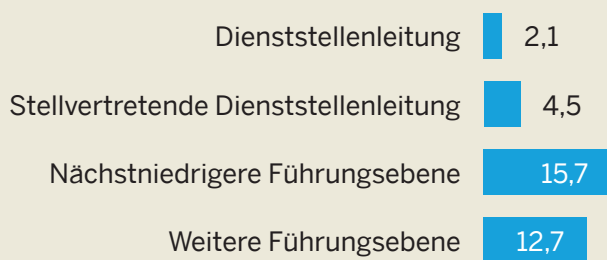 Dienststellenleitung 2,1
Stellvertretende Dienststellenleitung 4,5
Nächstniedrigere Führungsebene 15,7
Weitere Führungsebene 12,7